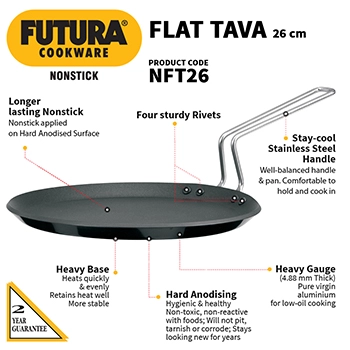 FUTURA®
COOKWARE
NONSTICK
FLAT TAVA 26 cm
PRODUCT CODE
NFT26
Longer
lasting Nonstick
Nonstick applied
on Hard Anodised Surface
Four sturdy Rivets
Stay-cool
Stainless Steel
Handle
Well-balanced handle
& pan. Comfortable to
hold and cook in
Heavy Base
Heats quickly
& evenly
Retains heat well
More stable
Hard Anodising
Hygienic & healthy
Non-toxic, non-reactive
with foods; Will not pit,
tarnish or corrode; Stays
looking new for years
Heavy Gauge
(4.88 mm Thick)
Pure virgin
aluminium
for low-oil cooking
2
YEAR
GUARANTEE